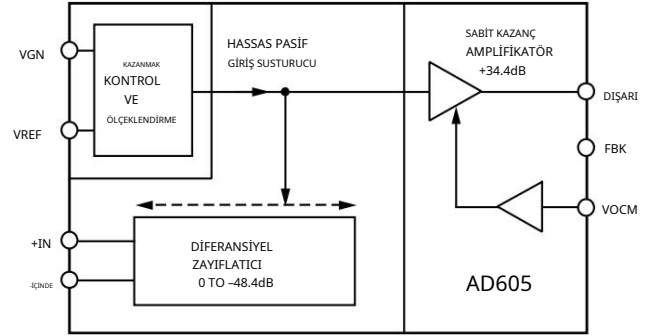 VGN
VREF
KAZANMAK
KONTROL
VE
ÖLÇEKLENDİRME
HASSAS PASİF
GİRİŞ SUSTURUCU
SABİT KAZANÇ
AMPLİFİKATÖR
+34.4dB
DIŞARI
FBK
VOCM
+IN
-İÇİNDE
DİFERANSİYEL
ZAYIFLATICI
0 TO –48.4dB
AD605